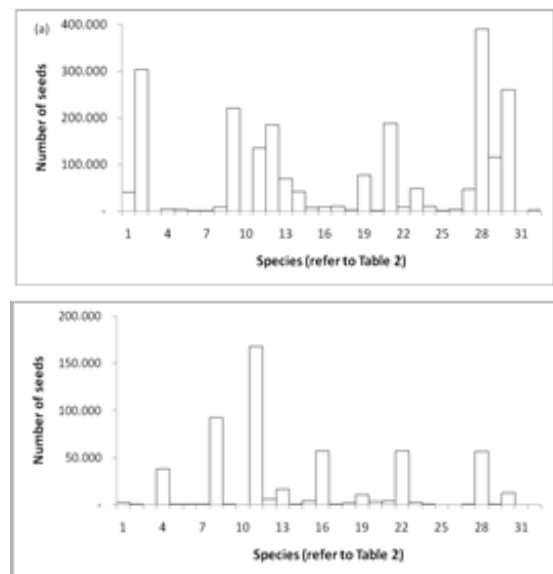 (a)
400.000
300.000
200.000
100.000
-
Number of seeds
1 4 7 10 13 16 19 22 25 28 31
Species (refer to Table 2)
200.000
150.000
100.000
50.000
-
Number of seeds
1 4 7 10 13 16 19 22 25 28 31
Species (refer to Table 2)